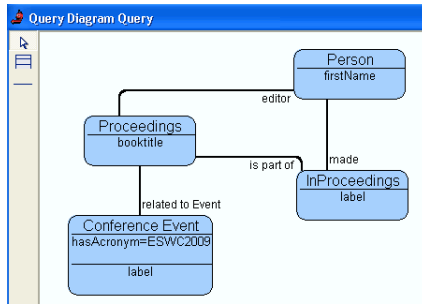 Query Diagram Query
Person
firstName
editor
Proceedings
booktitle
is part of
made
InProceedings
label
related to Event
Conference Event
hasAcronym=ESWC2009
label